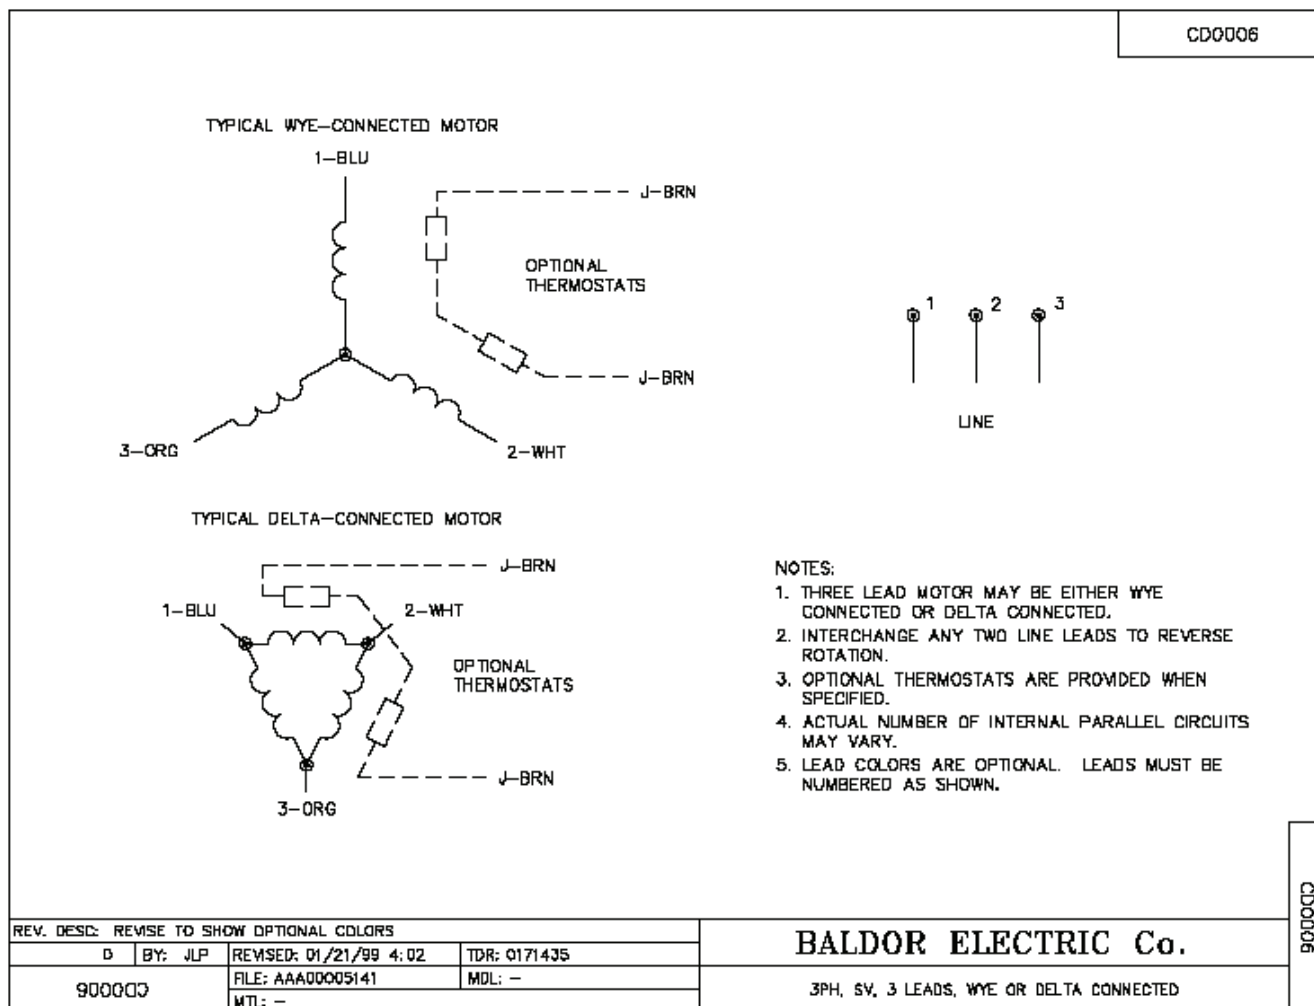 CD0006
TYPICAL WYE-CONNECTED MOTOR
1-BLU
J-BRN
OPTIONAL
THERMOSTATS
J-BRN
3-ORG
2-WHT
1
2
3
LINE
TYPICAL DELTA-CONNECTED MOTOR
J-BRN
1-BLU
2-WHT
OPTIONAL
THERMOSTATS
J-BRN
3-ORG
NOTES:
1. THREE LEAD MOTOR MAY BE EITHER WYE
CONNECTED OR DELTA CONNECTED.
2. INTERCHANGE ANY TWO LINE LEADS TO REVERSE
ROTATION.
3. OPTIONAL THERMOSTATS ARE PROVIDED WHEN
SPECIFIED.
4. ACTUAL NUMBER OF INTERNAL PARALLEL CIRCUITS
MAY VARY.
5. LEAD COLORS ARE OPTIONAL. LEADS MUST BE
NUMBERED AS SHOWN.
CD0006
REV. DESC: REVISE TO SHOW OPTIONAL COLORS
D BY: JLP REVISED: 01/21/99 4:02 TDR: 0171435
CD0006
FILE: AAA00005141 MDL: -
MTL: -
BALDOR ELECTRIC Co.
3PH, SV, 3 LEADS, WYE OR DELTA CONNECTED